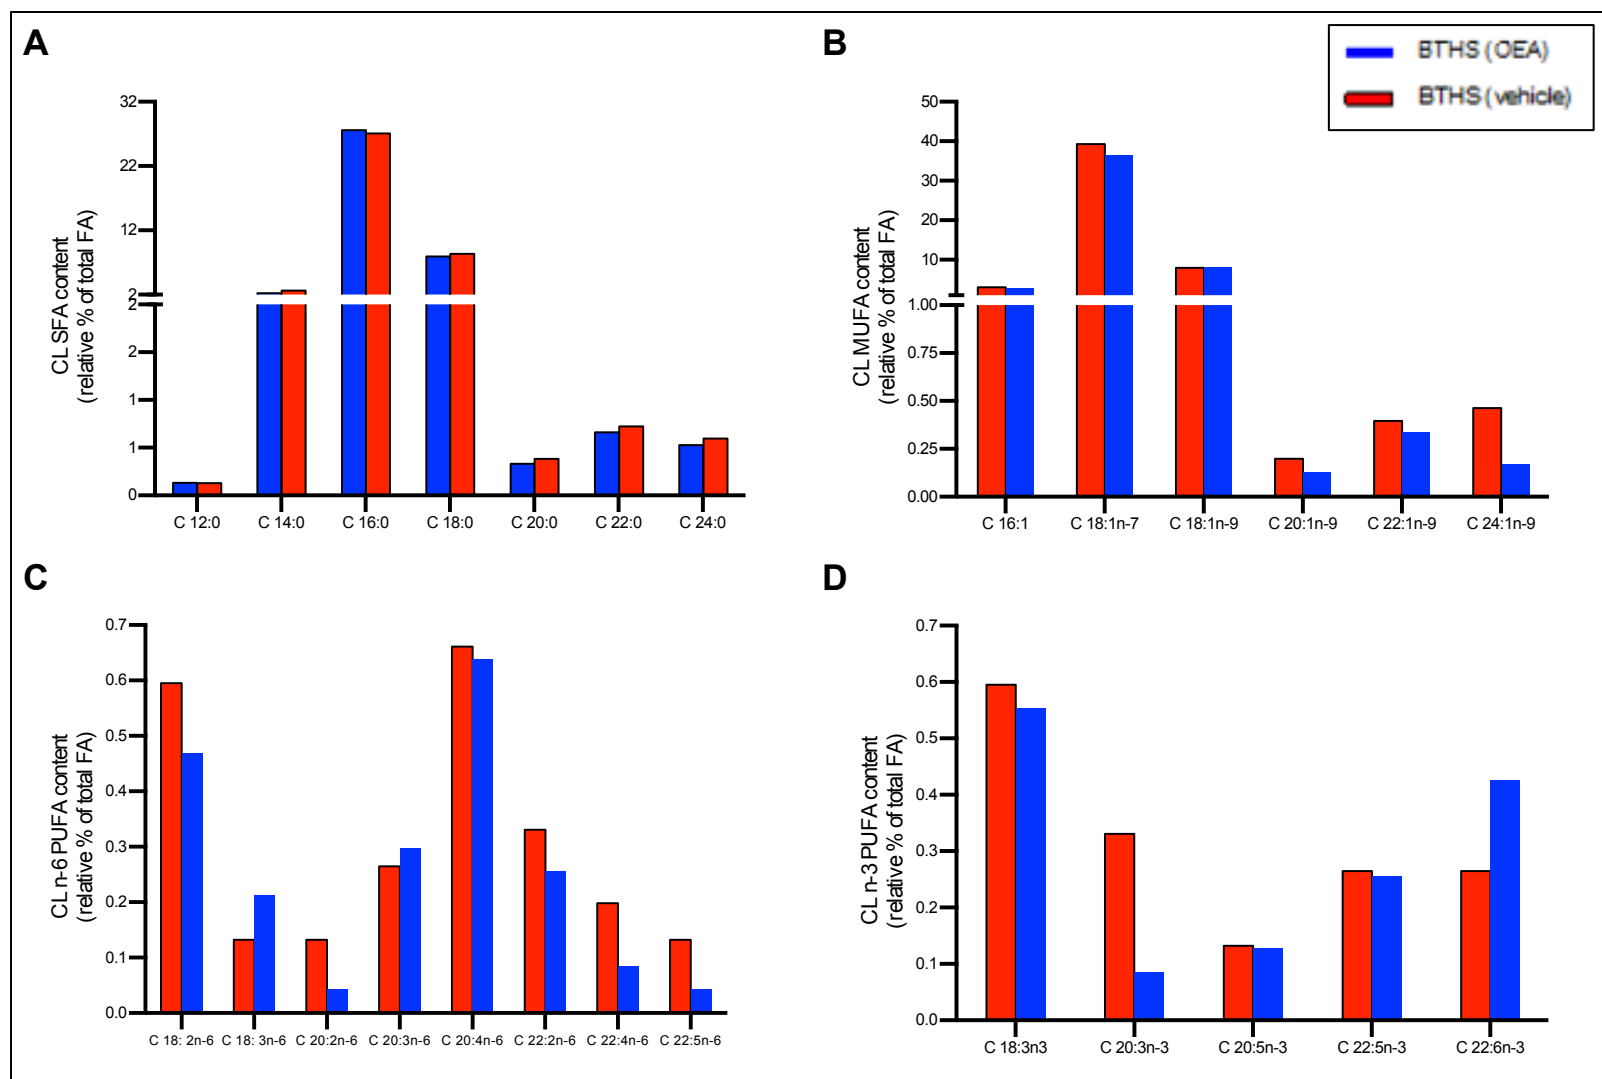 A
B
BTHS (OEA)
BTHS (vehicle)
CL SFA content
(relative % of total FA)
32
22
12
2
2
2
1
1
0
C 12:0 C 14:0 C 16:0 C 18:0 C 20:0 C 22:0 C 24:0
CL MUFA content
(relative % of total FA)
50
40
30
20
10
1.00
0.75
0.50
0.25
0.00
C 16:1 C 18:1n-7 C 18:1n-9 C 20:1n-9 C 22:1n-9 C 24:1n-9
C
D
CL n-6 PUFA content
(relative % of total FA)
0.7
0.6
0.5
0.4
0.3
0.2
0.1
0.0
C 18: 2n-6 C 18: 3n-6 C 20:2n-6 C 20:3n-6 C 20:4n-6 C 22:2n-6 C 22:4n-6 C 22:5n-6
CL n-3 PUFA content
(relative % of total FA)
0.7
0.6
0.5
0.4
0.3
0.2
0.1
0.0
C 18:3n3 C 20:3n-3 C 20:5n-3 C 22:5n-3 C 22:6n-3